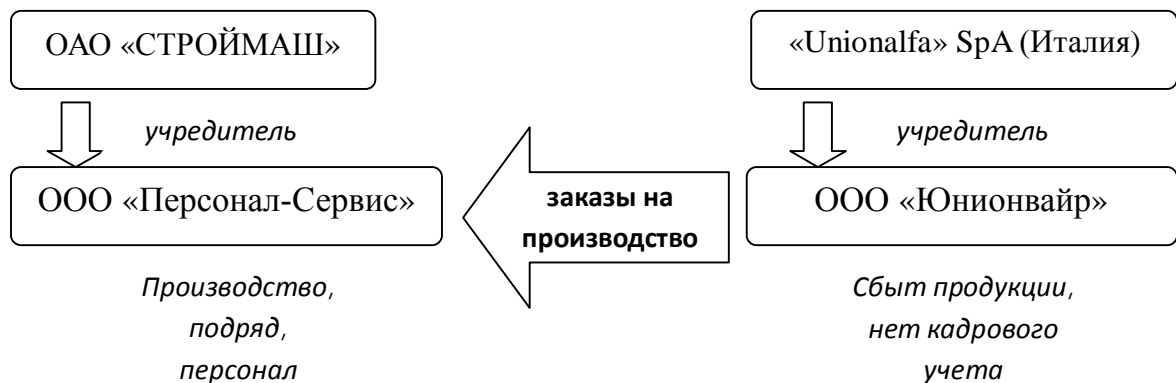 ОАО «СТРОЙМАШ»
«Unionalfa» SpA (Италия)
учредитель
учредитель
ООО «Персонал-Сервис»
заказы на
производство
ООО «Юнионвайр»
Производство,
подряд,
персонал
Сбыт продукции,
нет кадрового
учета